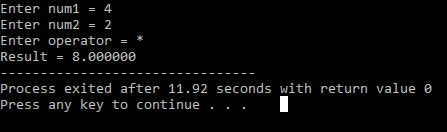 Enter num1 = 4
Enter num2 = 2
Enter operator = *
Result = 8.000000
--------------------------------
Process exited after 11.92 seconds with return value 0
Press any key to continue . . .